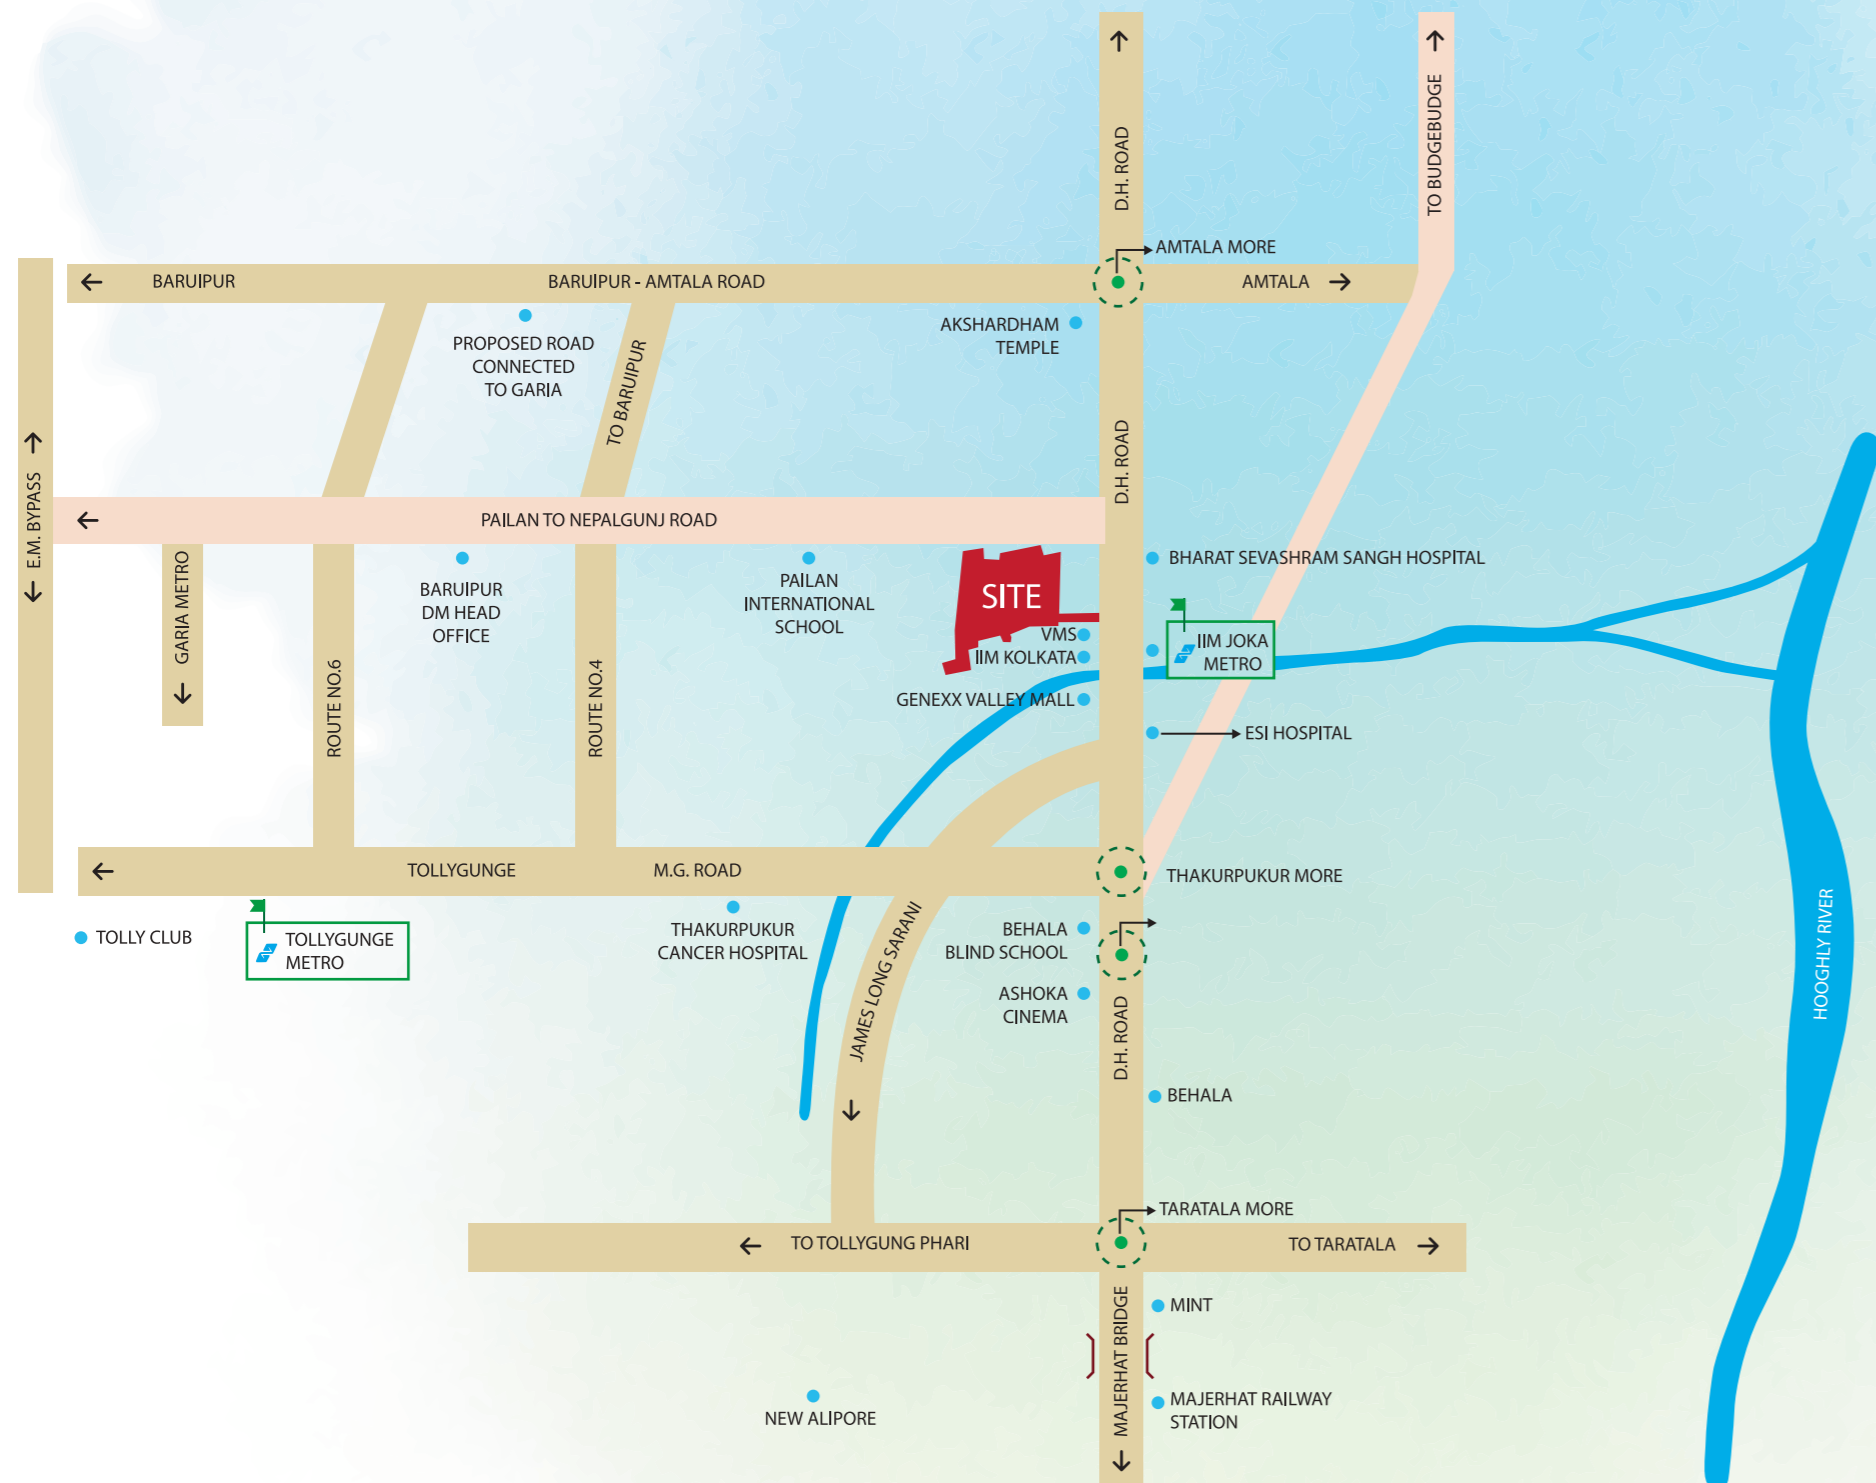 D.H. ROAD
TO BUDGEBUDGE
AMTALA MORE
BARUIPUR
BARUIPUR - AMTALA ROAD
AMTALA
PROPOSED ROAD
CONNECTED
TO GARIA
TO BARUIPUR
AKSHARDHAM
TEMPLE
D.H. ROAD
E.M. BYPASS
PAILAN TO NEPALGUNJ ROAD
GARIA METRO
BARUIPUR
DM HEAD
OFFICE
PAILAN
INTERNATIONAL
SCHOOL
SITE
BHARAT SEVASHRAM SANGH HOSPITAL
VMS
IIM KOLKATA
IIM JOKA
METRO
GENEXX VALLEY MALL
ROUTE NO.6
ROUTE NO.4
ESI HOSPITAL
TOLLYGUNGE
M.G. ROAD
THAKURPUKUR MORE
TOLLY CLUB
TOLLYGUNGE
METRO
THAKURPUKUR
CANCER HOSPITAL
JAMES LONG SARANI
BEHALA
BLIND SCHOOL
ASHOKA
CINEMA
D.H. ROAD
HOOGHLY RIVER
BEHALA
TARATALA MORE
TO TOLLYGUNG PHARI
TO TARATALA
MAJERHAT BRIDGE
MINT
NEW ALIPORE
MAJERHAT RAILWAY
STATION